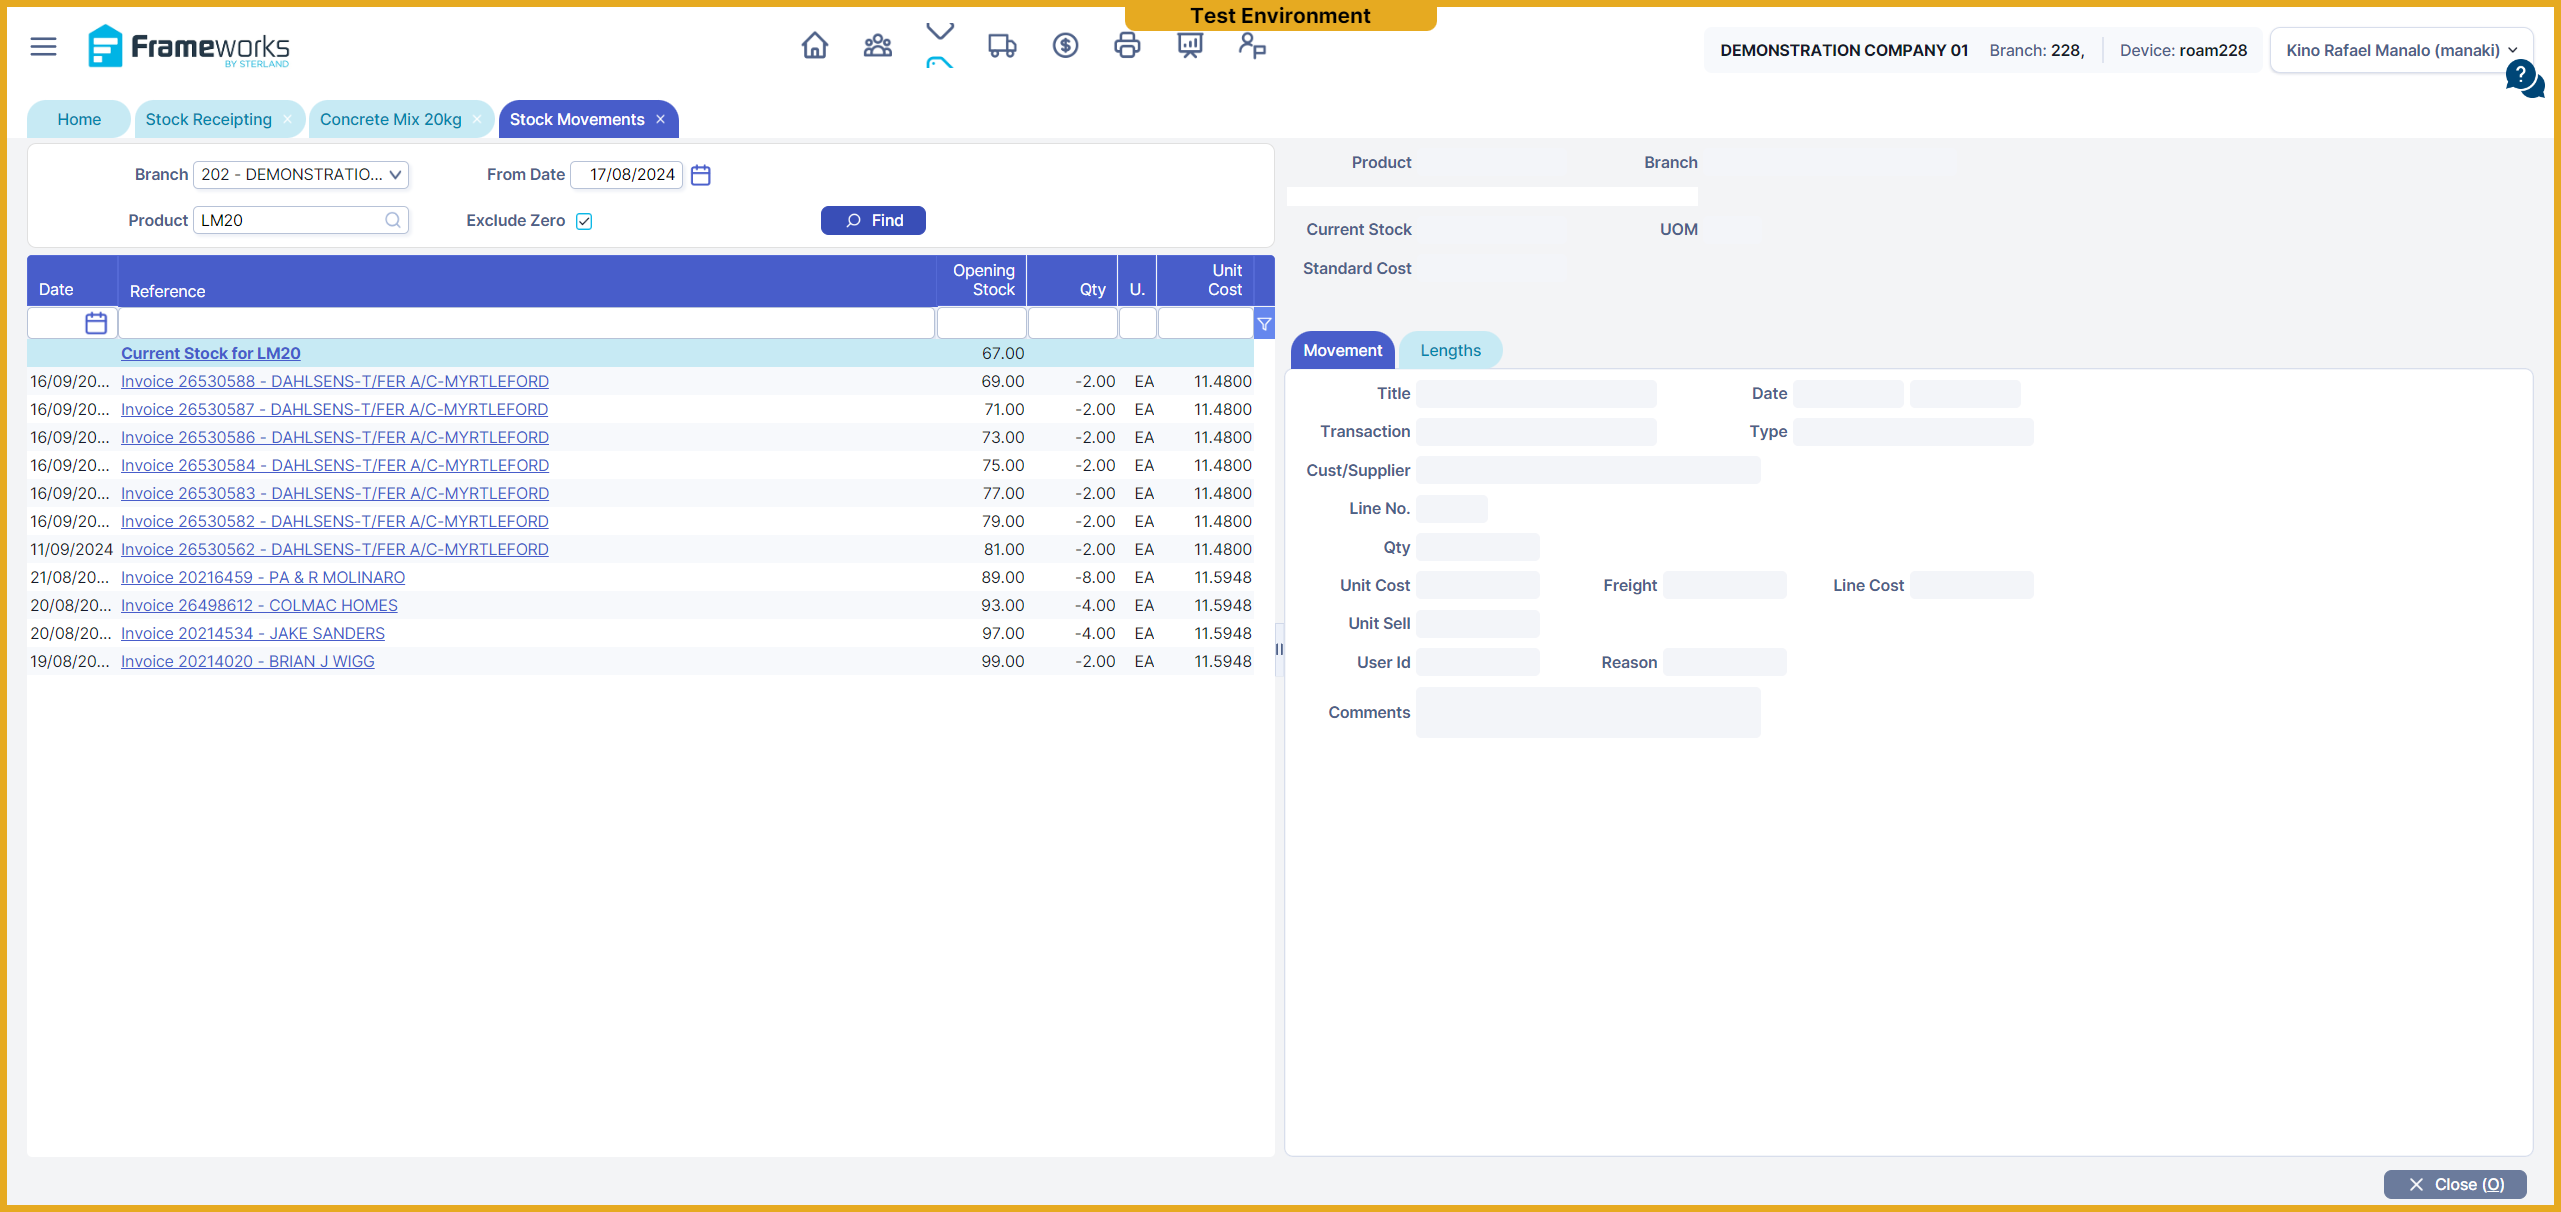 Test Environment
Frameworks
BY STERLAND
DEMONSTRATION COMPANY 01 Branch: 228, Device: roam228
Kino Rafael Manalo (manaki)
?
Home
Stock Receipting ×
Concrete Mix 20kg ×
Stock Movements ×
Branch 202 - DEMONSTRATIO...
From Date 17/08/2024
Product LM20
Exclude Zero
Find
Date Reference Opening Stock Qty U. Unit Cost
Current Stock for LM20 67.00
16/09/20... Invoice 26530588 - DAHLSENS-T/FER A/C-MYRTLEFORD 69.00 -2.00 EA 11.4800
16/09/20... Invoice 26530587 - DAHLSENS-T/FER A/C-MYRTLEFORD 71.00 -2.00 EA 11.4800
16/09/20... Invoice 26530586 - DAHLSENS-T/FER A/C-MYRTLEFORD 73.00 -2.00 EA 11.4800
16/09/20... Invoice 26530584 - DAHLSENS-T/FER A/C-MYRTLEFORD 75.00 -2.00 EA 11.4800
16/09/20... Invoice 26530583 - DAHLSENS-T/FER A/C-MYRTLEFORD 77.00 -2.00 EA 11.4800
16/09/20... Invoice 26530582 - DAHLSENS-T/FER A/C-MYRTLEFORD 79.00 -2.00 EA 11.4800
11/09/2024 Invoice 26530562 - DAHLSENS-T/FER A/C-MYRTLEFORD 81.00 -2.00 EA 11.4800
21/08/20... Invoice 20216459 - PA & R MOLINARO 89.00 -8.00 EA 11.5948
20/08/20... Invoice 26498612 - COLMAC HOMES 93.00 -4.00 EA 11.5948
20/08/20... Invoice 20214534 - JAKE SANDERS 97.00 -4.00 EA 11.5948
19/08/20... Invoice 20214020 - BRIAN J WIGG 99.00 -2.00 EA 11.5948
Product Branch
Current Stock UOM
Standard Cost
Movement Lengths
Title Date
Transaction Type
Cust/Supplier
Line No.
Qty
Unit Cost Freight Line Cost
Unit Sell
User Id Reason
Comments
Close (O)